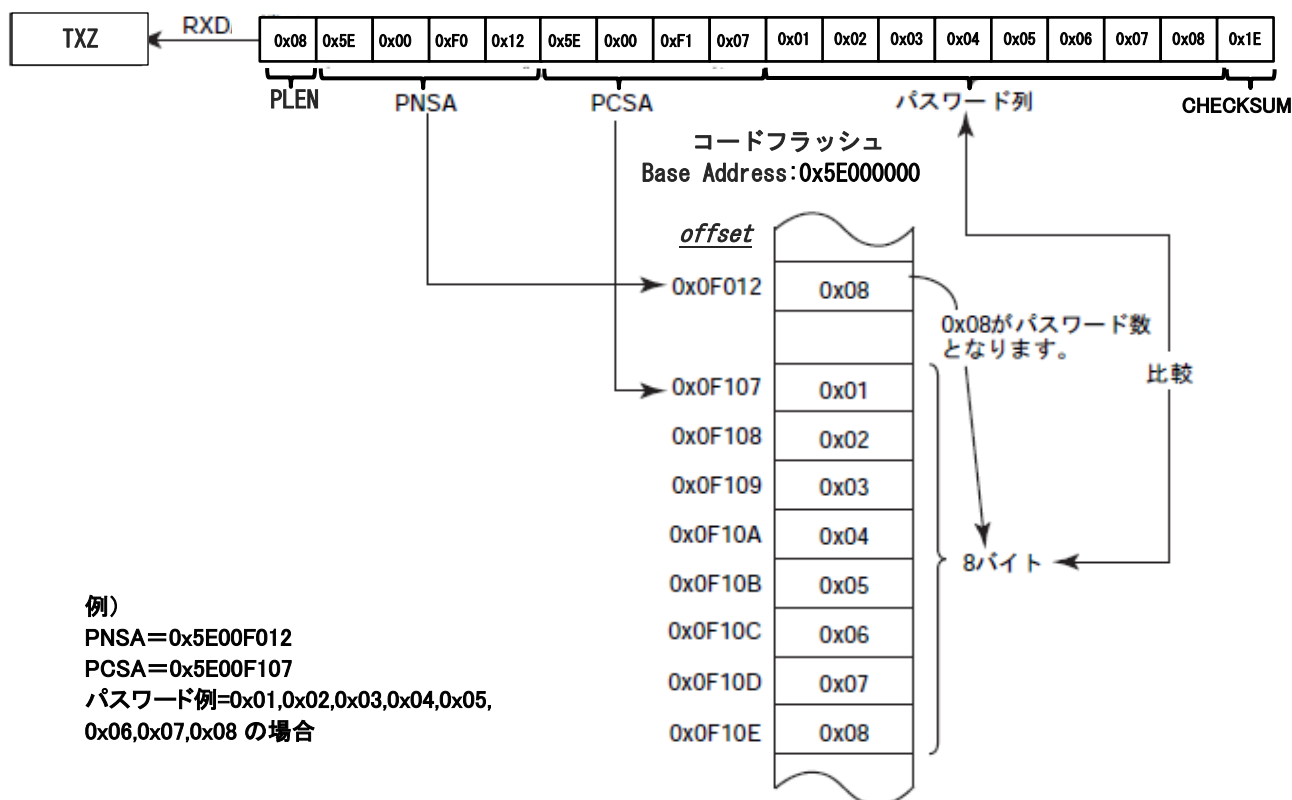 TXZ
RXD
0x08 0x5E 0x00 0xF0 0x12 0x5E 0x00 0xF1 0x07 0x01 0x02 0x03 0x04 0x05 0x06 0x07 0x08 0x1E
PLEN PNSA PCSA パスワード列 CHECKSUM
コードフラッシュ
Base Address:0x5E000000
offset
0x0F012 0x08
0x08がパスワード数
となります。
比較
0x0F107 0x01
0x0F108 0x02
0x0F109 0x03
0x0F10A 0x04
0x0F10B 0x05
0x0F10C 0x06
0x0F10D 0x07
0x0F10E 0x08
8バイト
例）
PNSA=0x5E00F012
PCSA=0x5E00F107
パスワード例=0x01,0x02,0x03,0x04,0x05,
0x06,0x07,0x08 の場合